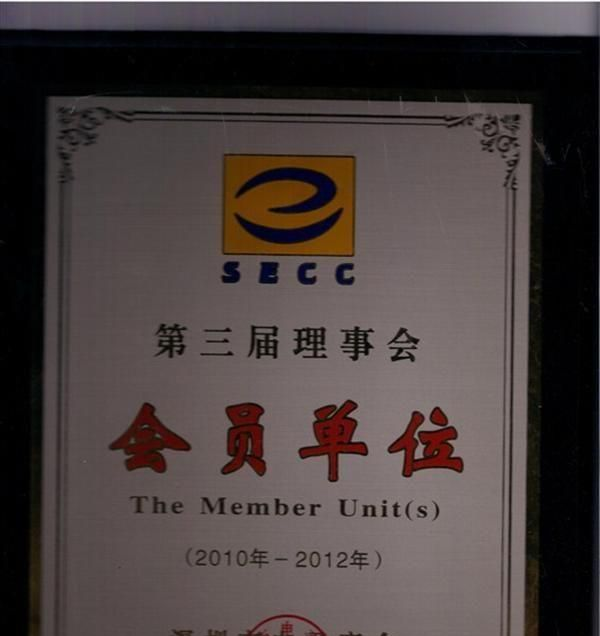 SECC
第三届理事会
会员单位
The Member Unit(s)
(2010年-2012年)